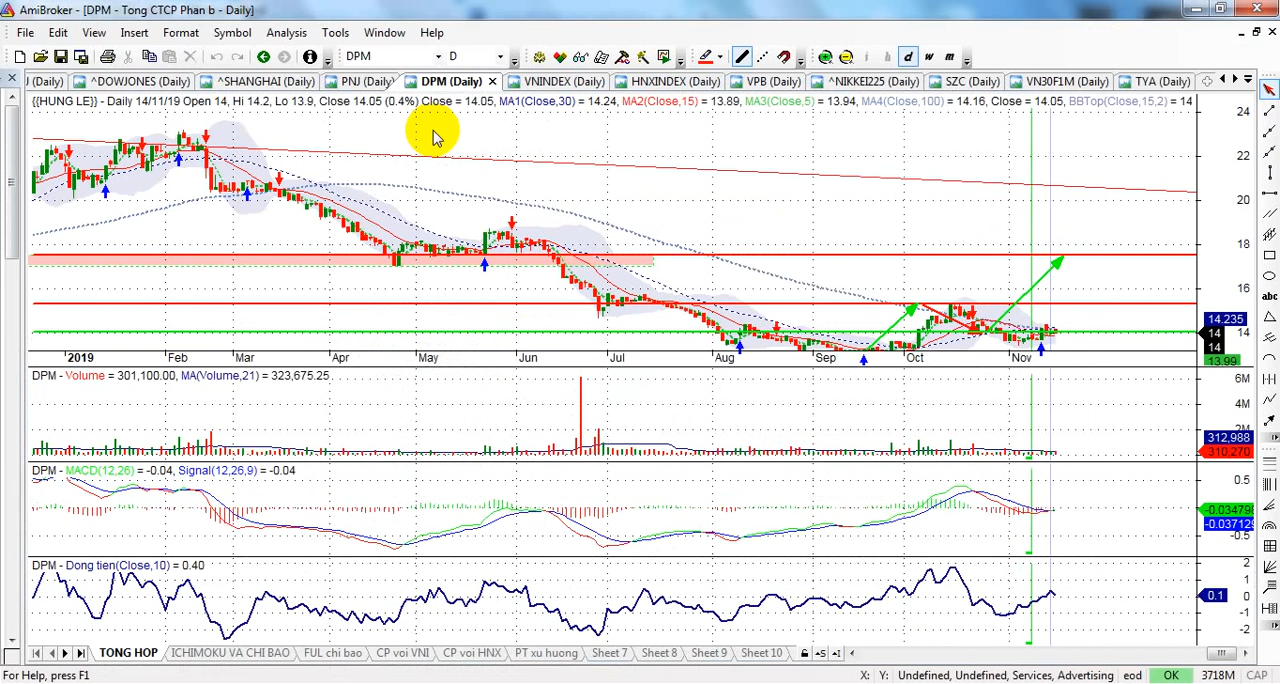 AmiBroker - [DPM - Tong CTCP Phan b - Daily]
File Edit View Insert Format Symbol Analysis Tools Window Help
DPM D d w m
J (Daily) ^DOWJONES (Daily) ^SHANGHAI (Daily) PNJ (Daily) DPM (Daily) VNINDEX (Daily) HNXINDEX (Daily) VPB (Daily) ^NIKKEI225 (Daily) SZC (Daily) VN30F1M (Daily) TYA (Daily)
{{HUNG LE}} - Daily 14/11/19 Open 14, Hi 14.2, Lo 13.9, Close 14.05 (0.4%) Close = 14.05, MA1(Close,30) = 14.24, MA2(Close,15) = 13.89, MA3(Close,5) = 13.94, MA4(Close,100) = 14.16, Close = 14.05, BBTop(Close,15,2) = 14
24
22
20
18
16
14.235
14 14
14
13.99
2019 Feb Mar Apr May Jun Jul Aug Sep Oct Nov
DPM - Volume = 301,100.00, MA(Volume,21) = 323,675.25
6M
4M
2M
312,988
310,270
DPM - MACD(12,26) = -0.04, Signal(12,26,9) = -0.04
0.5
-0.034798
-0.037129
-0.5
DPM - Dong tien(Close,10) = 0.40
2
1
0.1 0
-1
-2
abc
TONG HOP ICHIMOKU VA CHI BAO FUL chi bao CP voi VNI CP voi HNX PT xu huong Sheet 7 Sheet 8 Sheet 9 Sheet 10
For Help, press F1 X: Y: Undefined, Undefined, Services, Advertising eod OK 3718M CAP